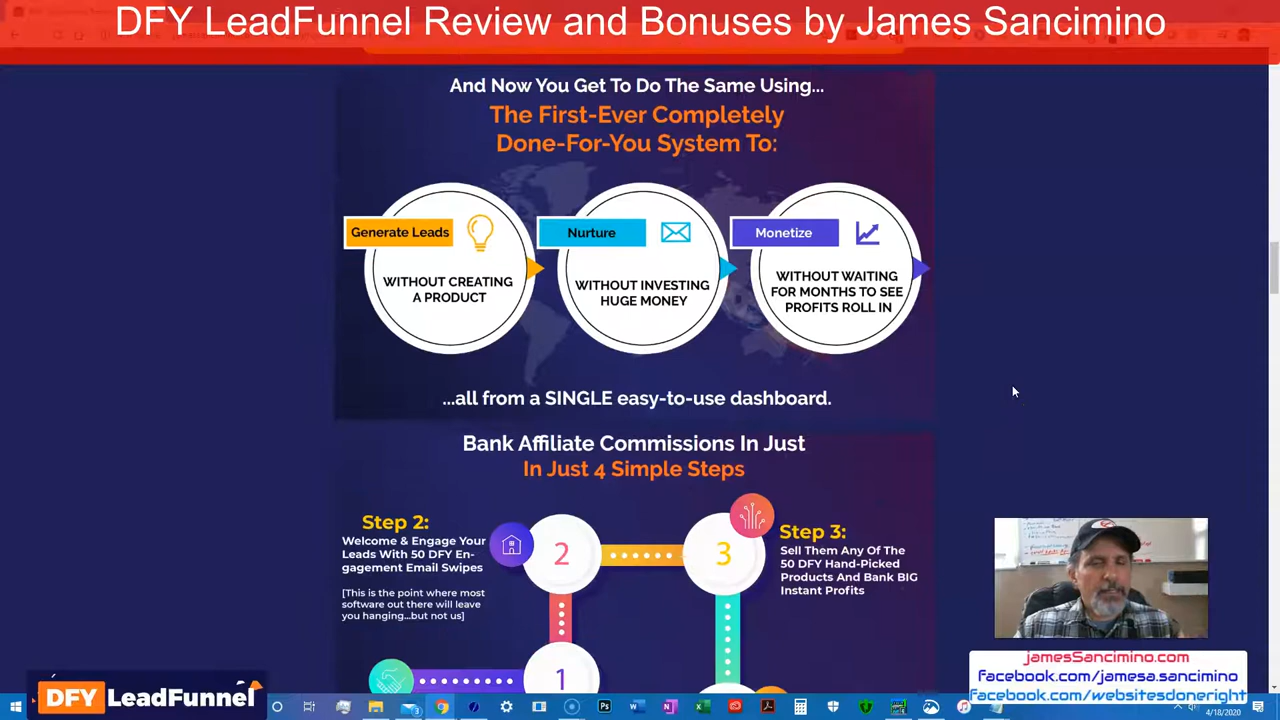 DFY LeadFunnel Review and Bonuses by James Sancimino
And Now You Get To Do The Same Using...
The First-Ever Completely
Done-For-You System To:
Generate Leads
WITHOUT CREATING
A PRODUCT
Nurture
WITHOUT INVESTING
HUGE MONEY
Monetize
WITHOUT WAITING
FOR MONTHS TO SEE
PROFITS ROLL IN
...all from a SINGLE easy-to-use dashboard.
Bank Affiliate Commissions In Just
In Just 4 Simple Steps
Step 2:
Welcome & Engage Your
Leads With 50 DFY En-
gagement Email Swipes
[This is the point where most
software out there will leave
you hanging...but not us]
2
3
Step 3:
Sell Them Any Of The
50 DFY Hand-Picked
Products And Bank BIG
Instant Profits
1
jamesSancimino.com
facebook.com/jamesa.sancimino
facebook.com/websitesdoneright
DFY LeadFunnel
4/18/2020